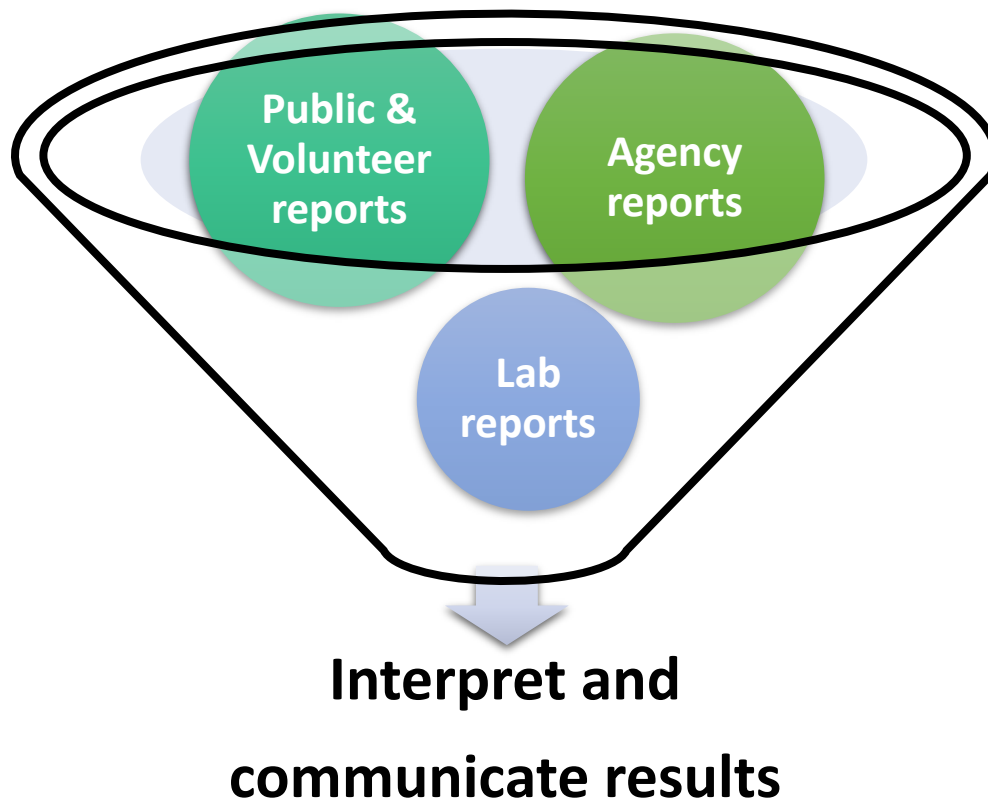 Public &
Volunteer
reports
Agency
reports
Lab
reports
Interpret and
communicate results